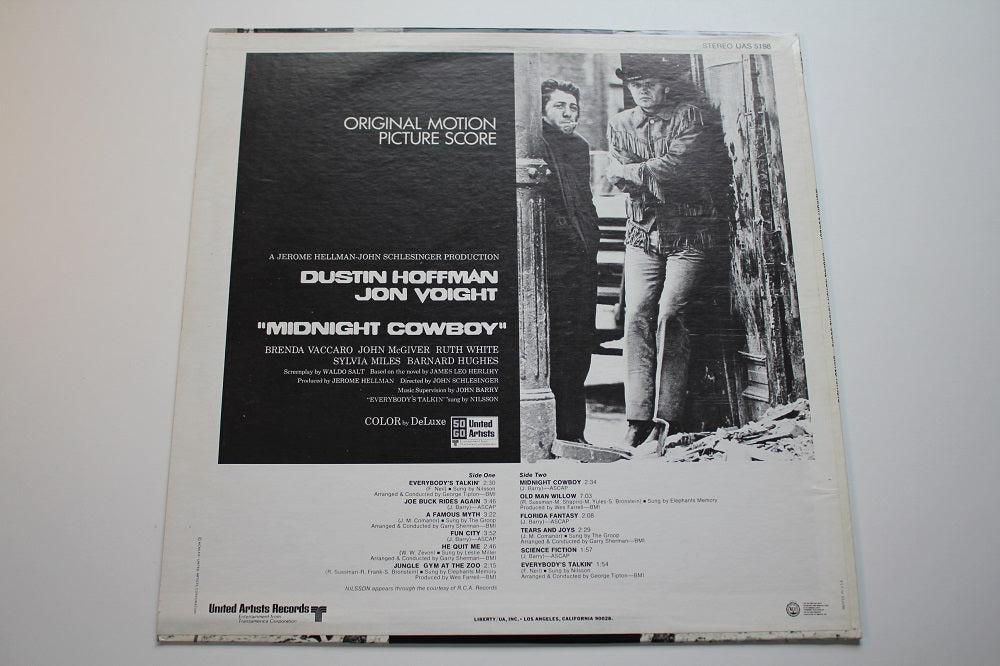 STEREO UAS 5198
ORIGINAL MOTION
PICTURE SCORE
A JEROME HELLMAN-JOHN SCHLESINGER PRODUCTION
DUSTIN HOFFMAN
JON VOIGHT
"MIDNIGHT COWBOY"
BRENDA VACCARO JOHN McGIVER RUTH WHITE
SYLVIA MILES BARNARD HUGHES
Screenplay by WALDO SALT Based on the novel by JAMES LEO HERLIHY
Produced by JEROME HELLMAN Directed by JOHN SCHLESINGER
Music Supervision by JOHN BARRY
"EVERYBODY'S TALKIN'" sung by NILSSON
COLOR by DeLuxe
50 GO United Artists
Entertainment from Transamerica Corporation
Side One
EVERYBODY'S TALKIN' 2:30
(F. Neil) ■ Sung by Nilsson
Arranged & Conducted by George Tipton—BMI
JOE BUCK RIDES AGAIN 3:46
(J. Barry)—ASCAP
A FAMOUS MYTH 3:22
(J. M. Comanor) ■ Sung by The Groop
Arranged & Conducted by Garry Sherman—BMI
FUN CITY 3:52
(J. Barry)—ASCAP
HE QUIT ME 2:46
(W. W. Zevon) ■ Sung by Leslie Miller
Arranged & Conducted by Garry Sherman—BMI
JUNGLE GYM AT THE ZOO 2:15
(R. Sussman-R. Frank-S. Bronstein) ■ Sung by Elephants Memory
Produced by Wes Farrell—BMI
NILSSON appears through the courtesy of R.C.A. Records
Side Two
MIDNIGHT COWBOY 2:34
(J. Barry)—ASCAP
OLD MAN WILLOW 7:03
(R. Sussman-M. Shapiro-M. Yules-S. Bronstein) ■ Sung by Elephants Memory
Produced by Wes Farrell—BMI
FLORIDA FANTASY 2:08
(J. Barry)—ASCAP
TEARS AND JOYS 2:29
(J. M. Comanor) ■ Sung by The Groop
Arranged & Conducted by Garry Sherman—BMI
SCIENCE FICTION 1:57
(J. Barry)—ASCAP
EVERYBODY'S TALKIN' 1:54
(F. Neil) ■ Sung by Nilsson
Arranged & Conducted by George Tipton—BMI
United Artists Records
Entertainment from
Transamerica Corporation
LIBERTY/UA, INC. • LOS ANGELES, CALIFORNIA 90028.